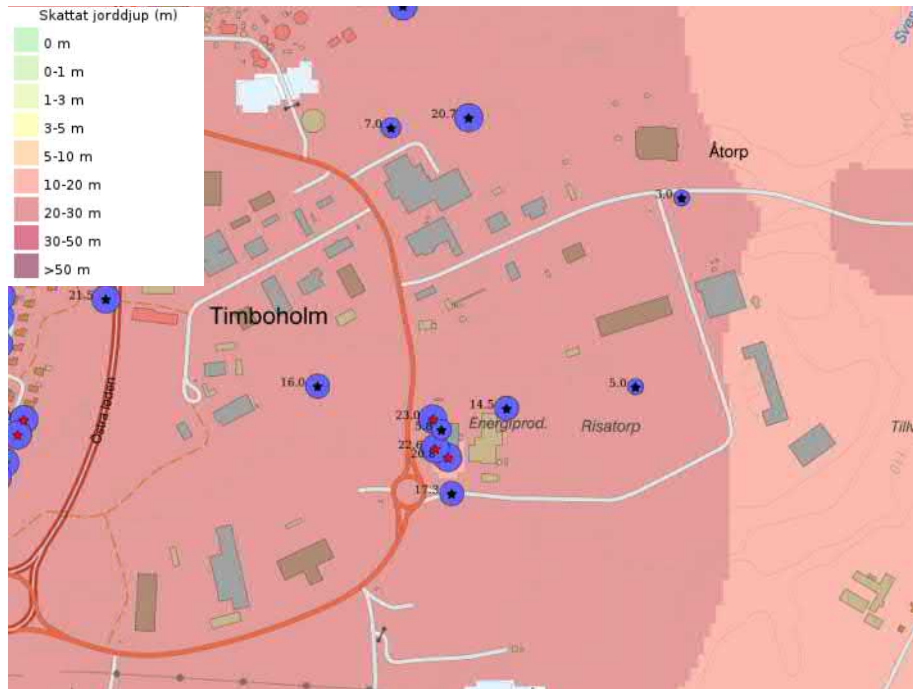 Skattat jorddjup (m)
0 m
0-1 m
1-3 m
3-5 m
5-10 m
10-20 m
20-30 m
30-50 m
>50 m
7.0
20.7
Åtorp
3.0
21.5
Timboholm
Östra leden
16.0
5.0
14.5
23.0
5.8
Energiprod.
Risatorp
22.6
20.8
17.3
110